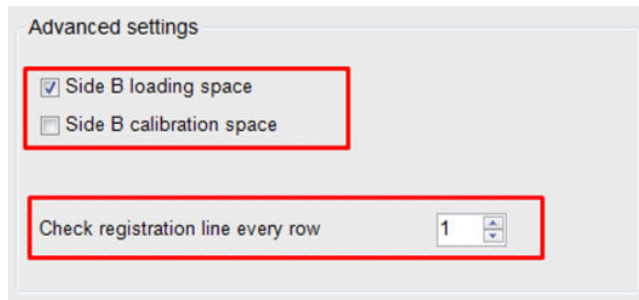 Advanced settings
Side B loading space
Side B calibration space
Check registration line every row 1